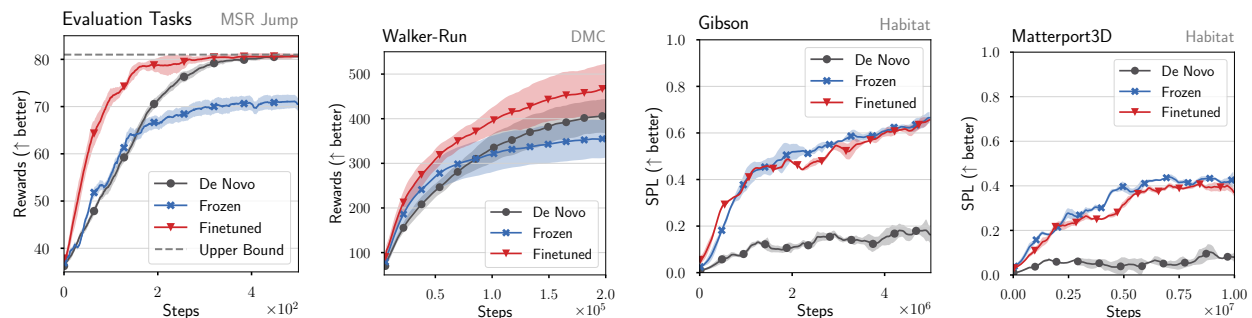 Evaluation Tasks MSR Jump
Rewards (↑ better)
80
70
60
50
40
De Novo
Frozen
Finetuned
Upper Bound
0 2 4
Steps ×10²
Walker-Run DMC
Rewards (↑ better)
500
400
300
200
100
De Novo
Frozen
Finetuned
0.5 1.0 1.5 2.0
Steps ×10⁵
Gibson Habitat
SPL (↑ better)
1.0
0.8
0.6
0.4
0.2
0.0
De Novo
Frozen
Finetuned
0 2 4
Steps ×10⁶
Matterport3D Habitat
SPL (↑ better)
1.0
0.8
0.6
0.4
0.2
0.0
De Novo
Frozen
Finetuned
0.00 0.25 0.50 0.75 1.00
Steps ×10⁷